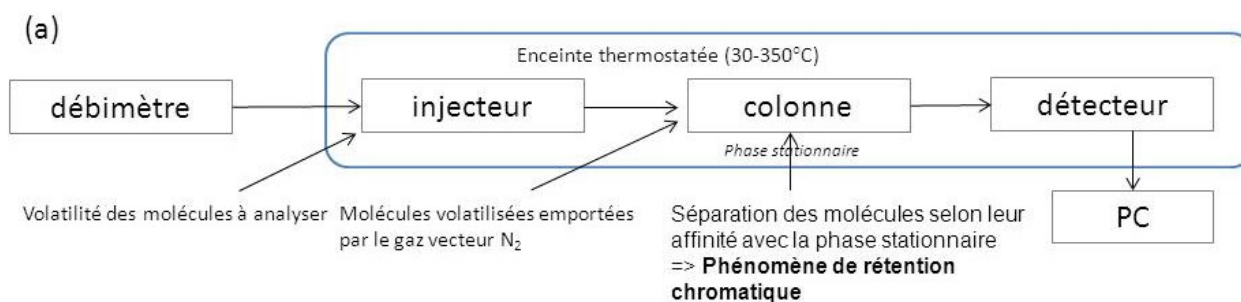 (a)
Enceinte thermostatée (30-350°C)
débimètre
injecteur
colonne
détecteur
Phase stationnaire
Volatilité des molécules à analyser
Molécules volatilisées emportées
par le gaz vecteur N₂
Séparation des molécules selon leur
affinité avec la phase stationnaire
=> Phénomène de rétention
chromatique
PC